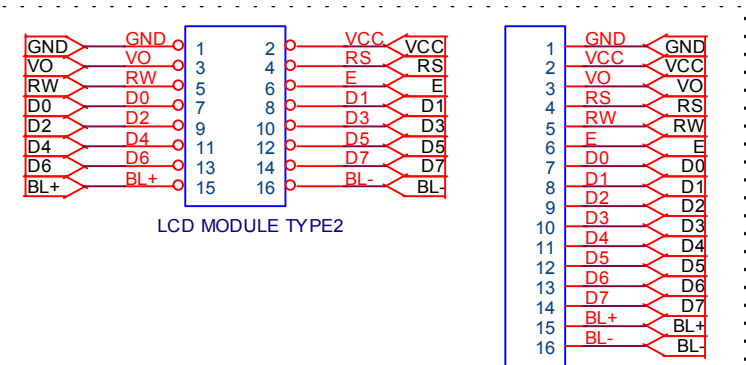 GND GND 1 2 VCC VCC
VO VO 3 4 RS RS
RW RW 5 6 E E
D0 D0 7 8 D1 D1
D2 D2 9 10 D3 D3
D4 D4 11 12 D5 D5
D6 D6 13 14 D7 D7
BL+ BL+ 15 16 BL- BL-
LCD MODULE TYPE2
1 GND GND
2 VCC VCC
3 VO VO
4 RS RS
5 RW RW
6 E E
7 D0 D0
8 D1 D1
9 D2 D2
10 D3 D3
11 D4 D4
12 D5 D5
13 D6 D6
14 D7 D7
15 BL+ BL+
16 BL- BL-